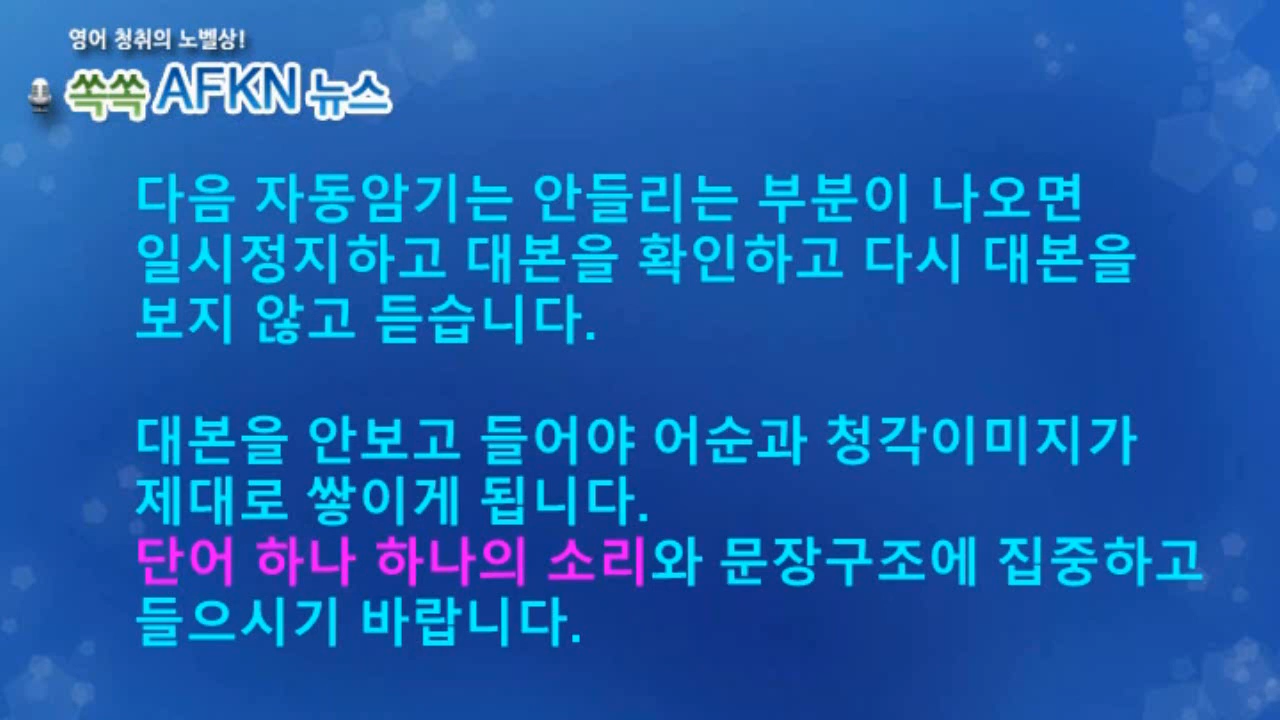 영어 청취의 노벨상!
쏙쏙 AFKN 뉴스
다음 자동암기는 안들리는 부분이 나오면
일시정지하고 대본을 확인하고 다시 대본을
보지 않고 듣습니다.
대본을 안보고 들어야 어순과 청각이미지가
제대로 쌓이게 됩니다.
단어 하나 하나의 소리와 문장구조에 집중하고
들으시기 바랍니다.